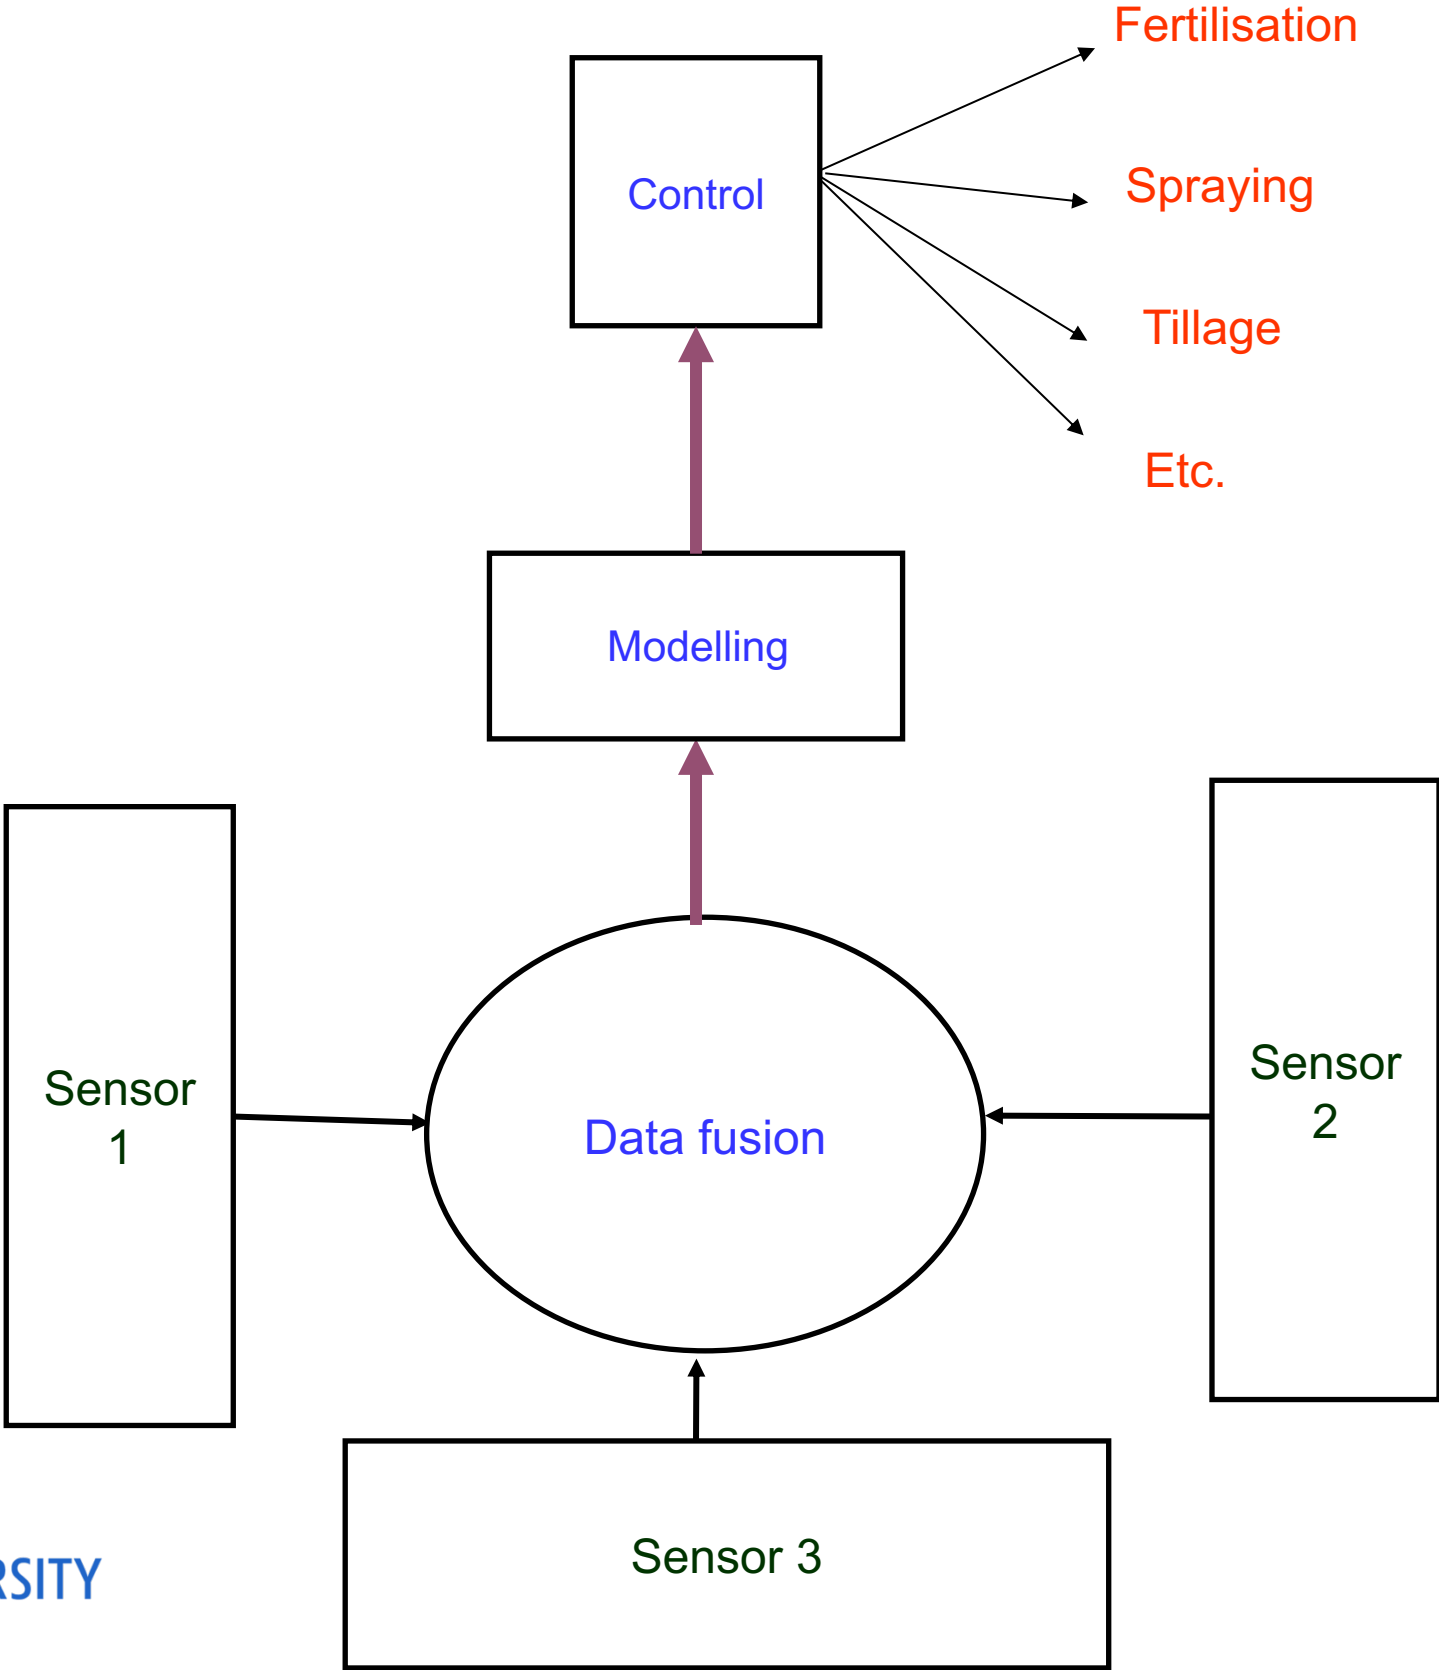 Fertilisation
Control
Spraying
Tillage
Etc.
Modelling
Sensor
1
Data fusion
Sensor
2
Sensor 3
RSITY